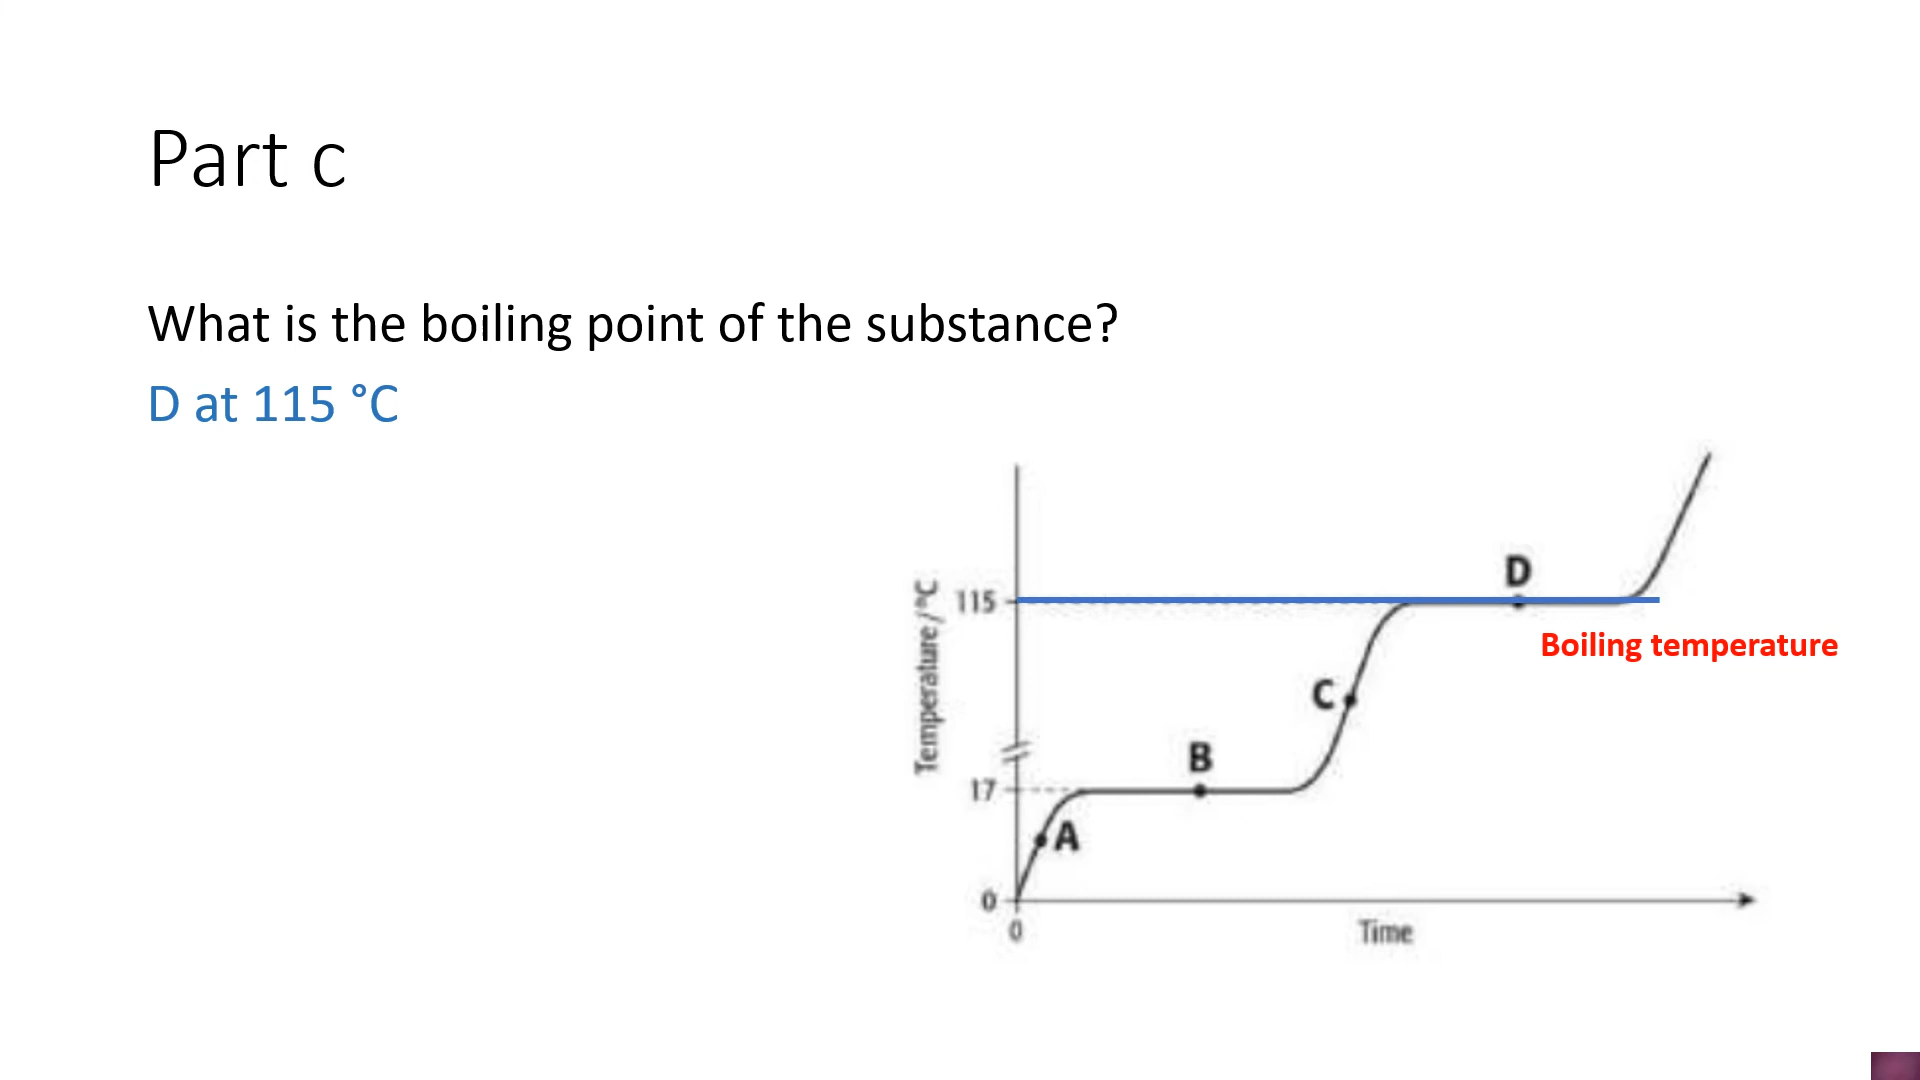 Part c
What is the boiling point of the substance?
D at 115 °C
D
115
Boiling temperature
Temperature/°C
C
B
17
A
0
0
Time